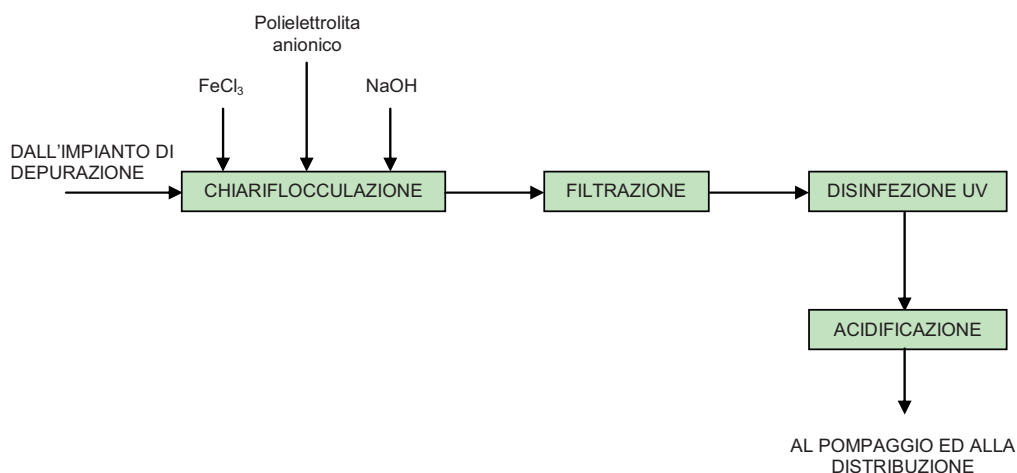 Polielettrolita
anionico
FeCl₃
NaOH
DALL'IMPIANTO DI
DEPURAZIONE
CHIARIFLOCCULAZIONE
FILTRAZIONE
DISINFEZIONE UV
ACIDIFICAZIONE
AL POMPAGGIO ED ALLA
DISTRIBUZIONE